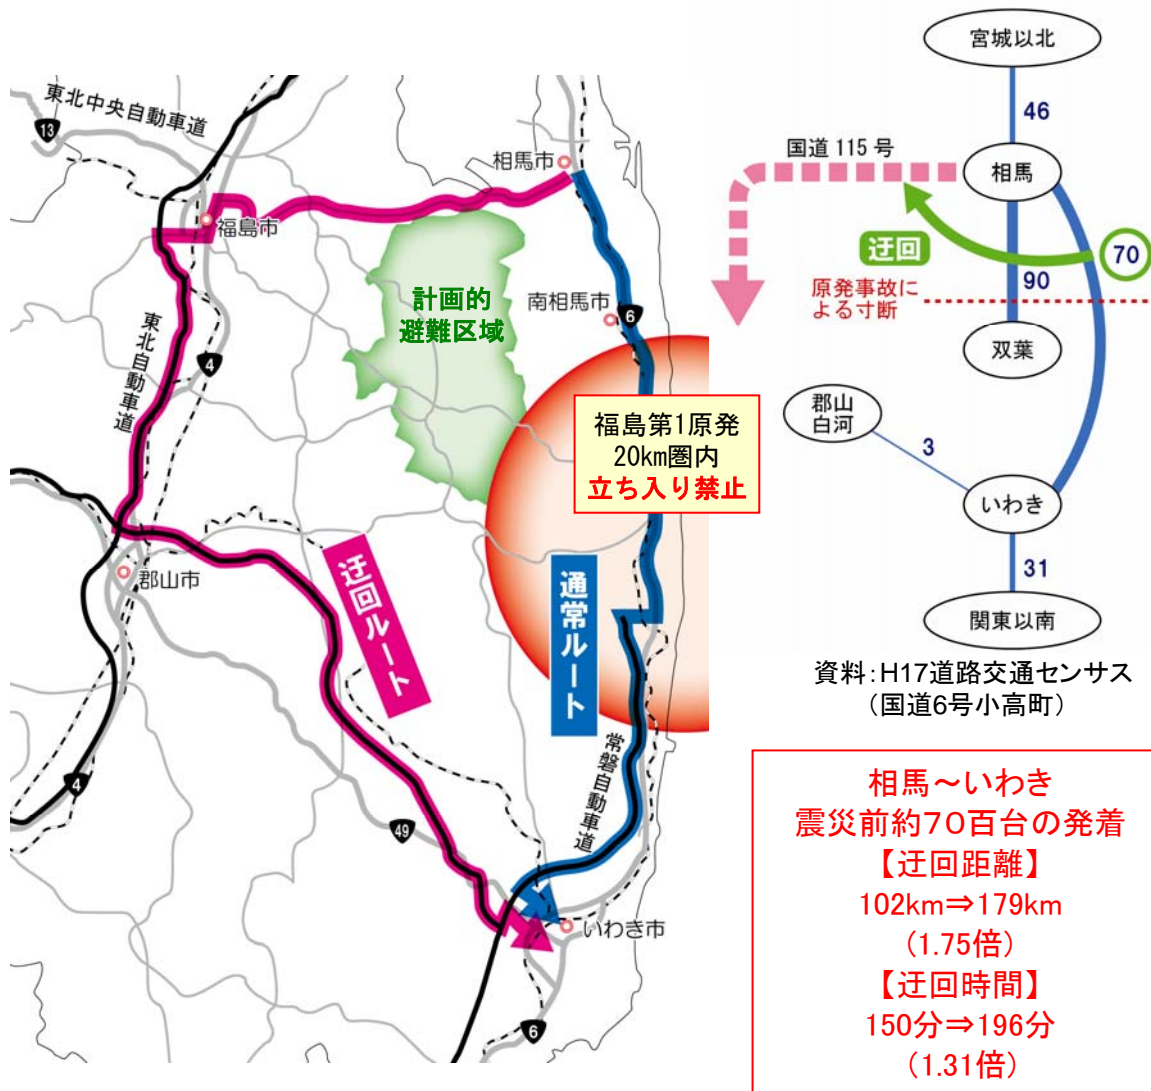 東北中央自動車道
13
相馬市
福島市
計画的
避難区域
南相馬市
6
東北自動車道
4
福島第1原発
20km圏内
立ち入り禁止
郡山市
迂回ルート
通常ルート
常磐自動車道
4
49
いわき市
6
宮城以北
46
国道115号
相馬
迂回
70
90
原発事故に
よる寸断
双葉
郡山
白河
3
いわき
31
関東以南
資料:H17道路交通センサス
(国道6号小高町)
相馬~いわき
震災前約70百台の発着
【迂回距離】
102km⇒179km
(1.75倍)
【迂回時間】
150分⇒196分
(1.31倍)